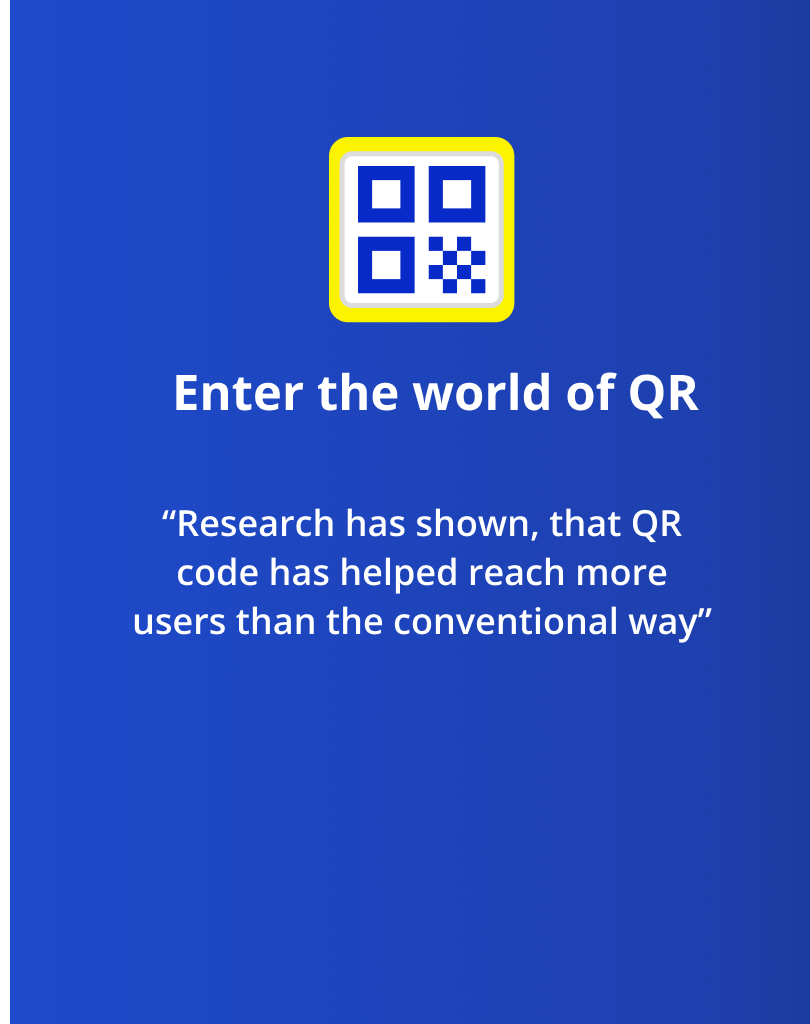 Enter the world of QR
“Research has shown, that QR
code has helped reach more
users than the conventional way”